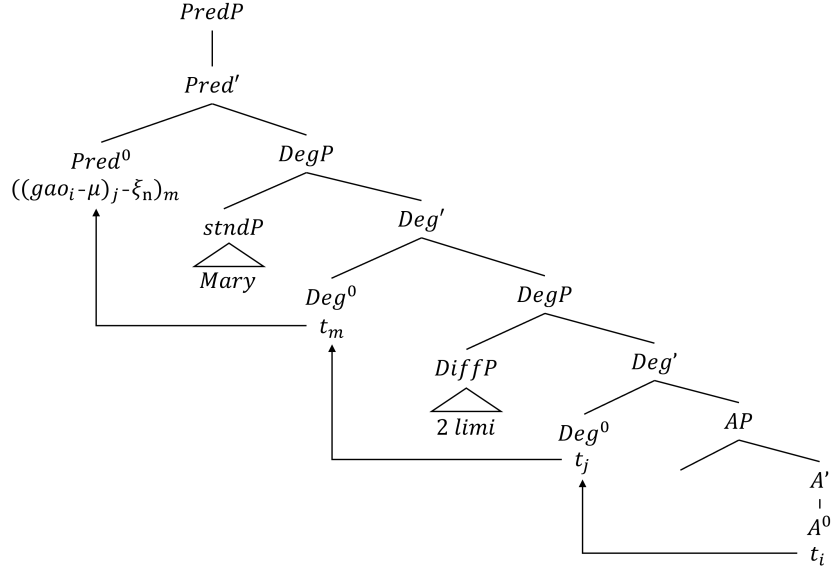 PredP
Pred′
Pred⁰
((gaoᵢ-μ)ⱼ-ξₙ)ₘ
DegP
stndP
Mary
Deg′
Deg⁰
tₘ
DegP
DiffP
2 limi
Deg’
Deg⁰
tⱼ
AP
A’
A⁰
tᵢ